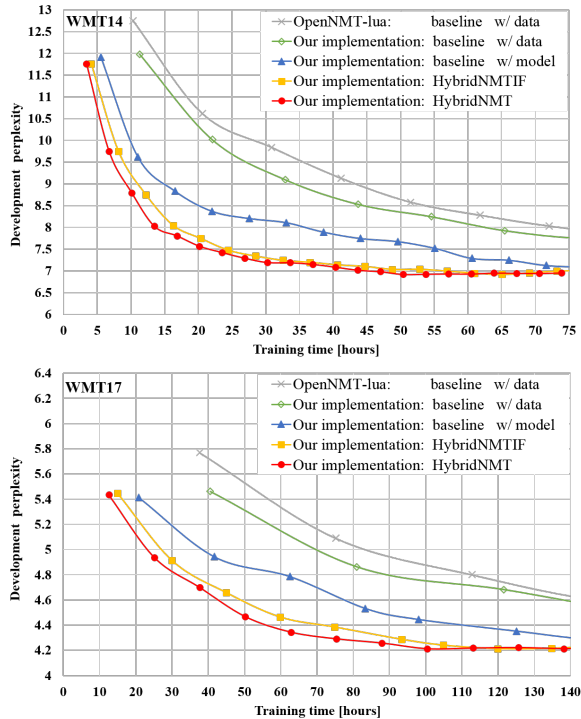 13
12.5
12
11.5
11
10.5
10
9.5
9
8.5
8
7.5
7
6.5
6
Development perplexity
WMT14
OpenNMT-lua: baseline w/ data
Our implementation: baseline w/ data
Our implementation: baseline w/ model
Our implementation: HybridNMTIF
Our implementation: HybridNMT
0 5 10 15 20 25 30 35 40 45 50 55 60 65 70 75
Training time [hours]
6.4
6.2
6
5.8
5.6
5.4
5.2
5
4.8
4.6
4.4
4.2
4
Development perplexity
WMT17
OpenNMT-lua: baseline w/ data
Our implementation: baseline w/ data
Our implementation: baseline w/ model
Our implementation: HybridNMTIF
Our implementation: HybridNMT
0 10 20 30 40 50 60 70 80 90 100 110 120 130 140
Training time [hours]